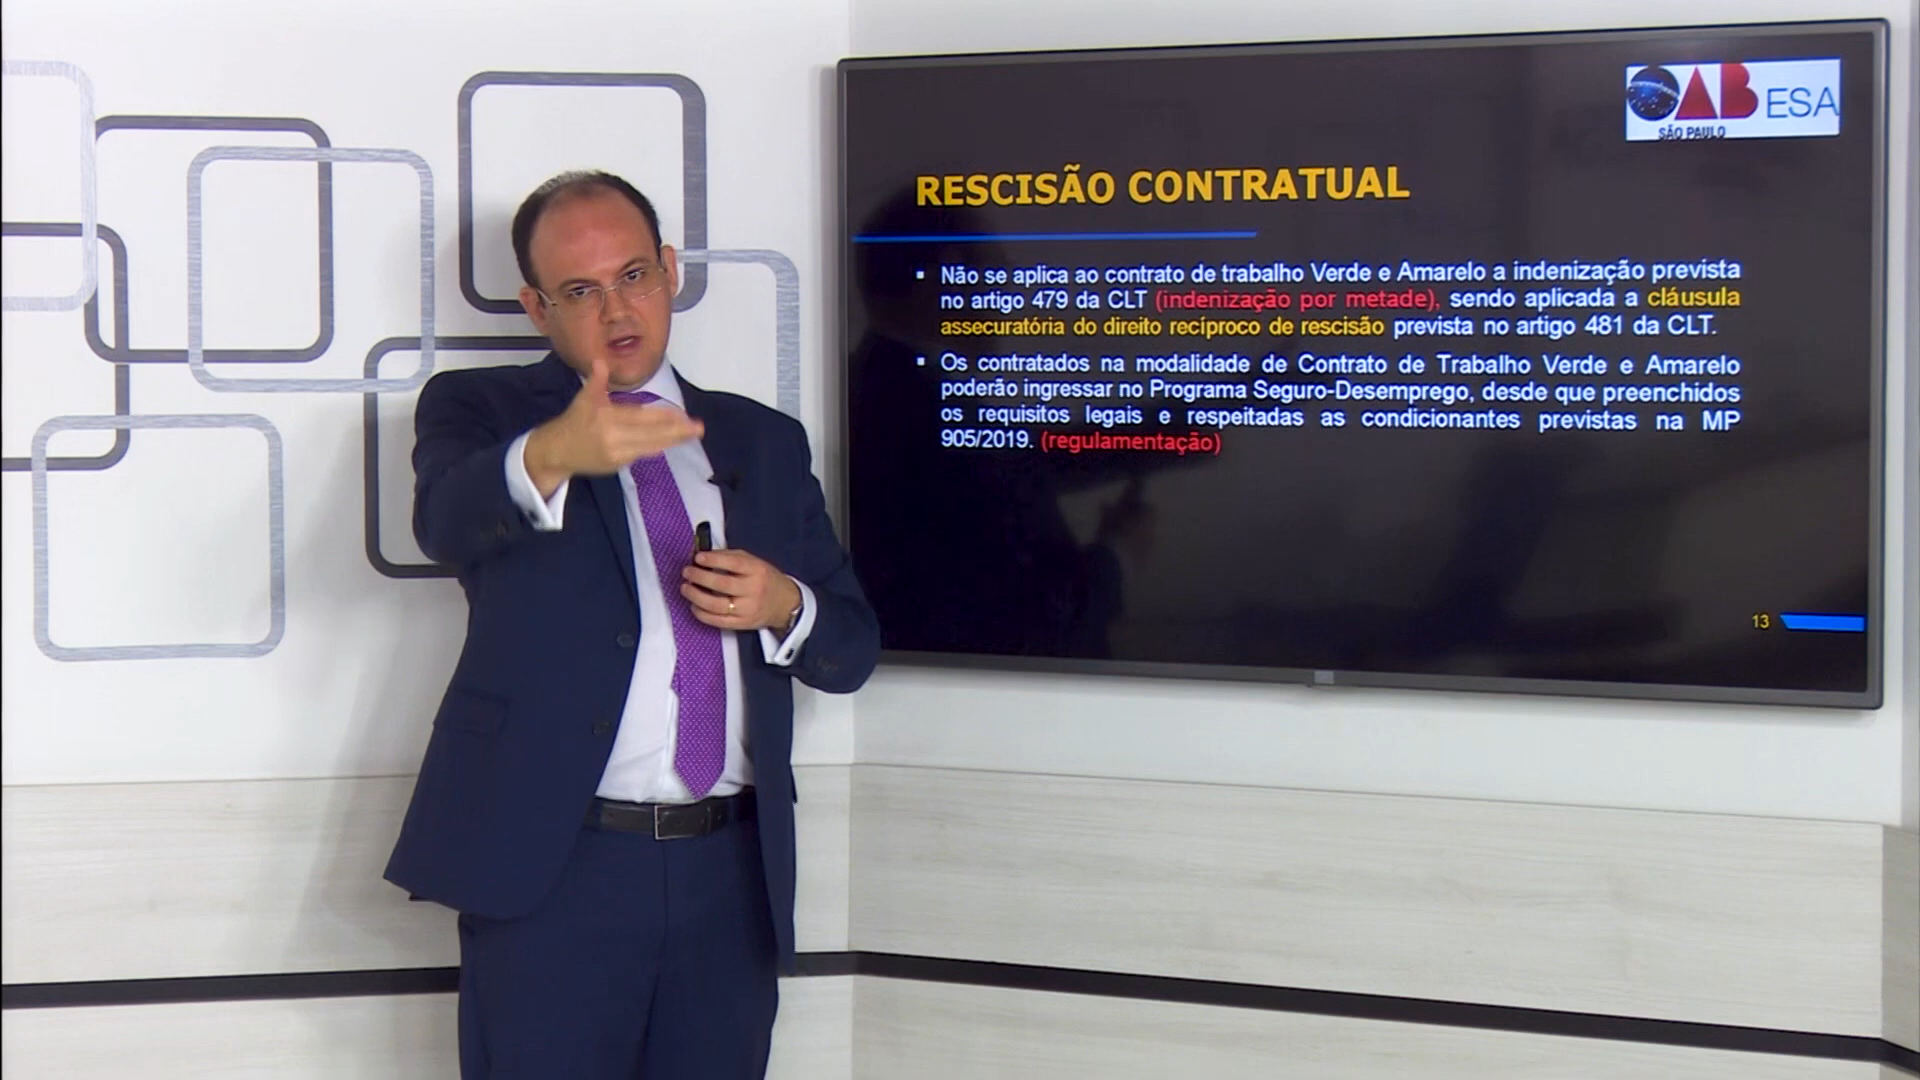 OAB ESA
SÃO PAULO
RESCISÃO CONTRATUAL
▪ Não se aplica ao contrato de trabalho Verde e Amarelo a indenização prevista
no artigo 479 da CLT (indenização por metade), sendo aplicada a cláusula
assecuratória do direito recíproco de rescisão prevista no artigo 481 da CLT.
▪ Os contratados na modalidade de Contrato de Trabalho Verde e Amarelo
poderão ingressar no Programa Seguro-Desemprego, desde que preenchidos
os requisitos legais e respeitadas as condicionantes previstas na MP
905/2019. (regulamentação)
13